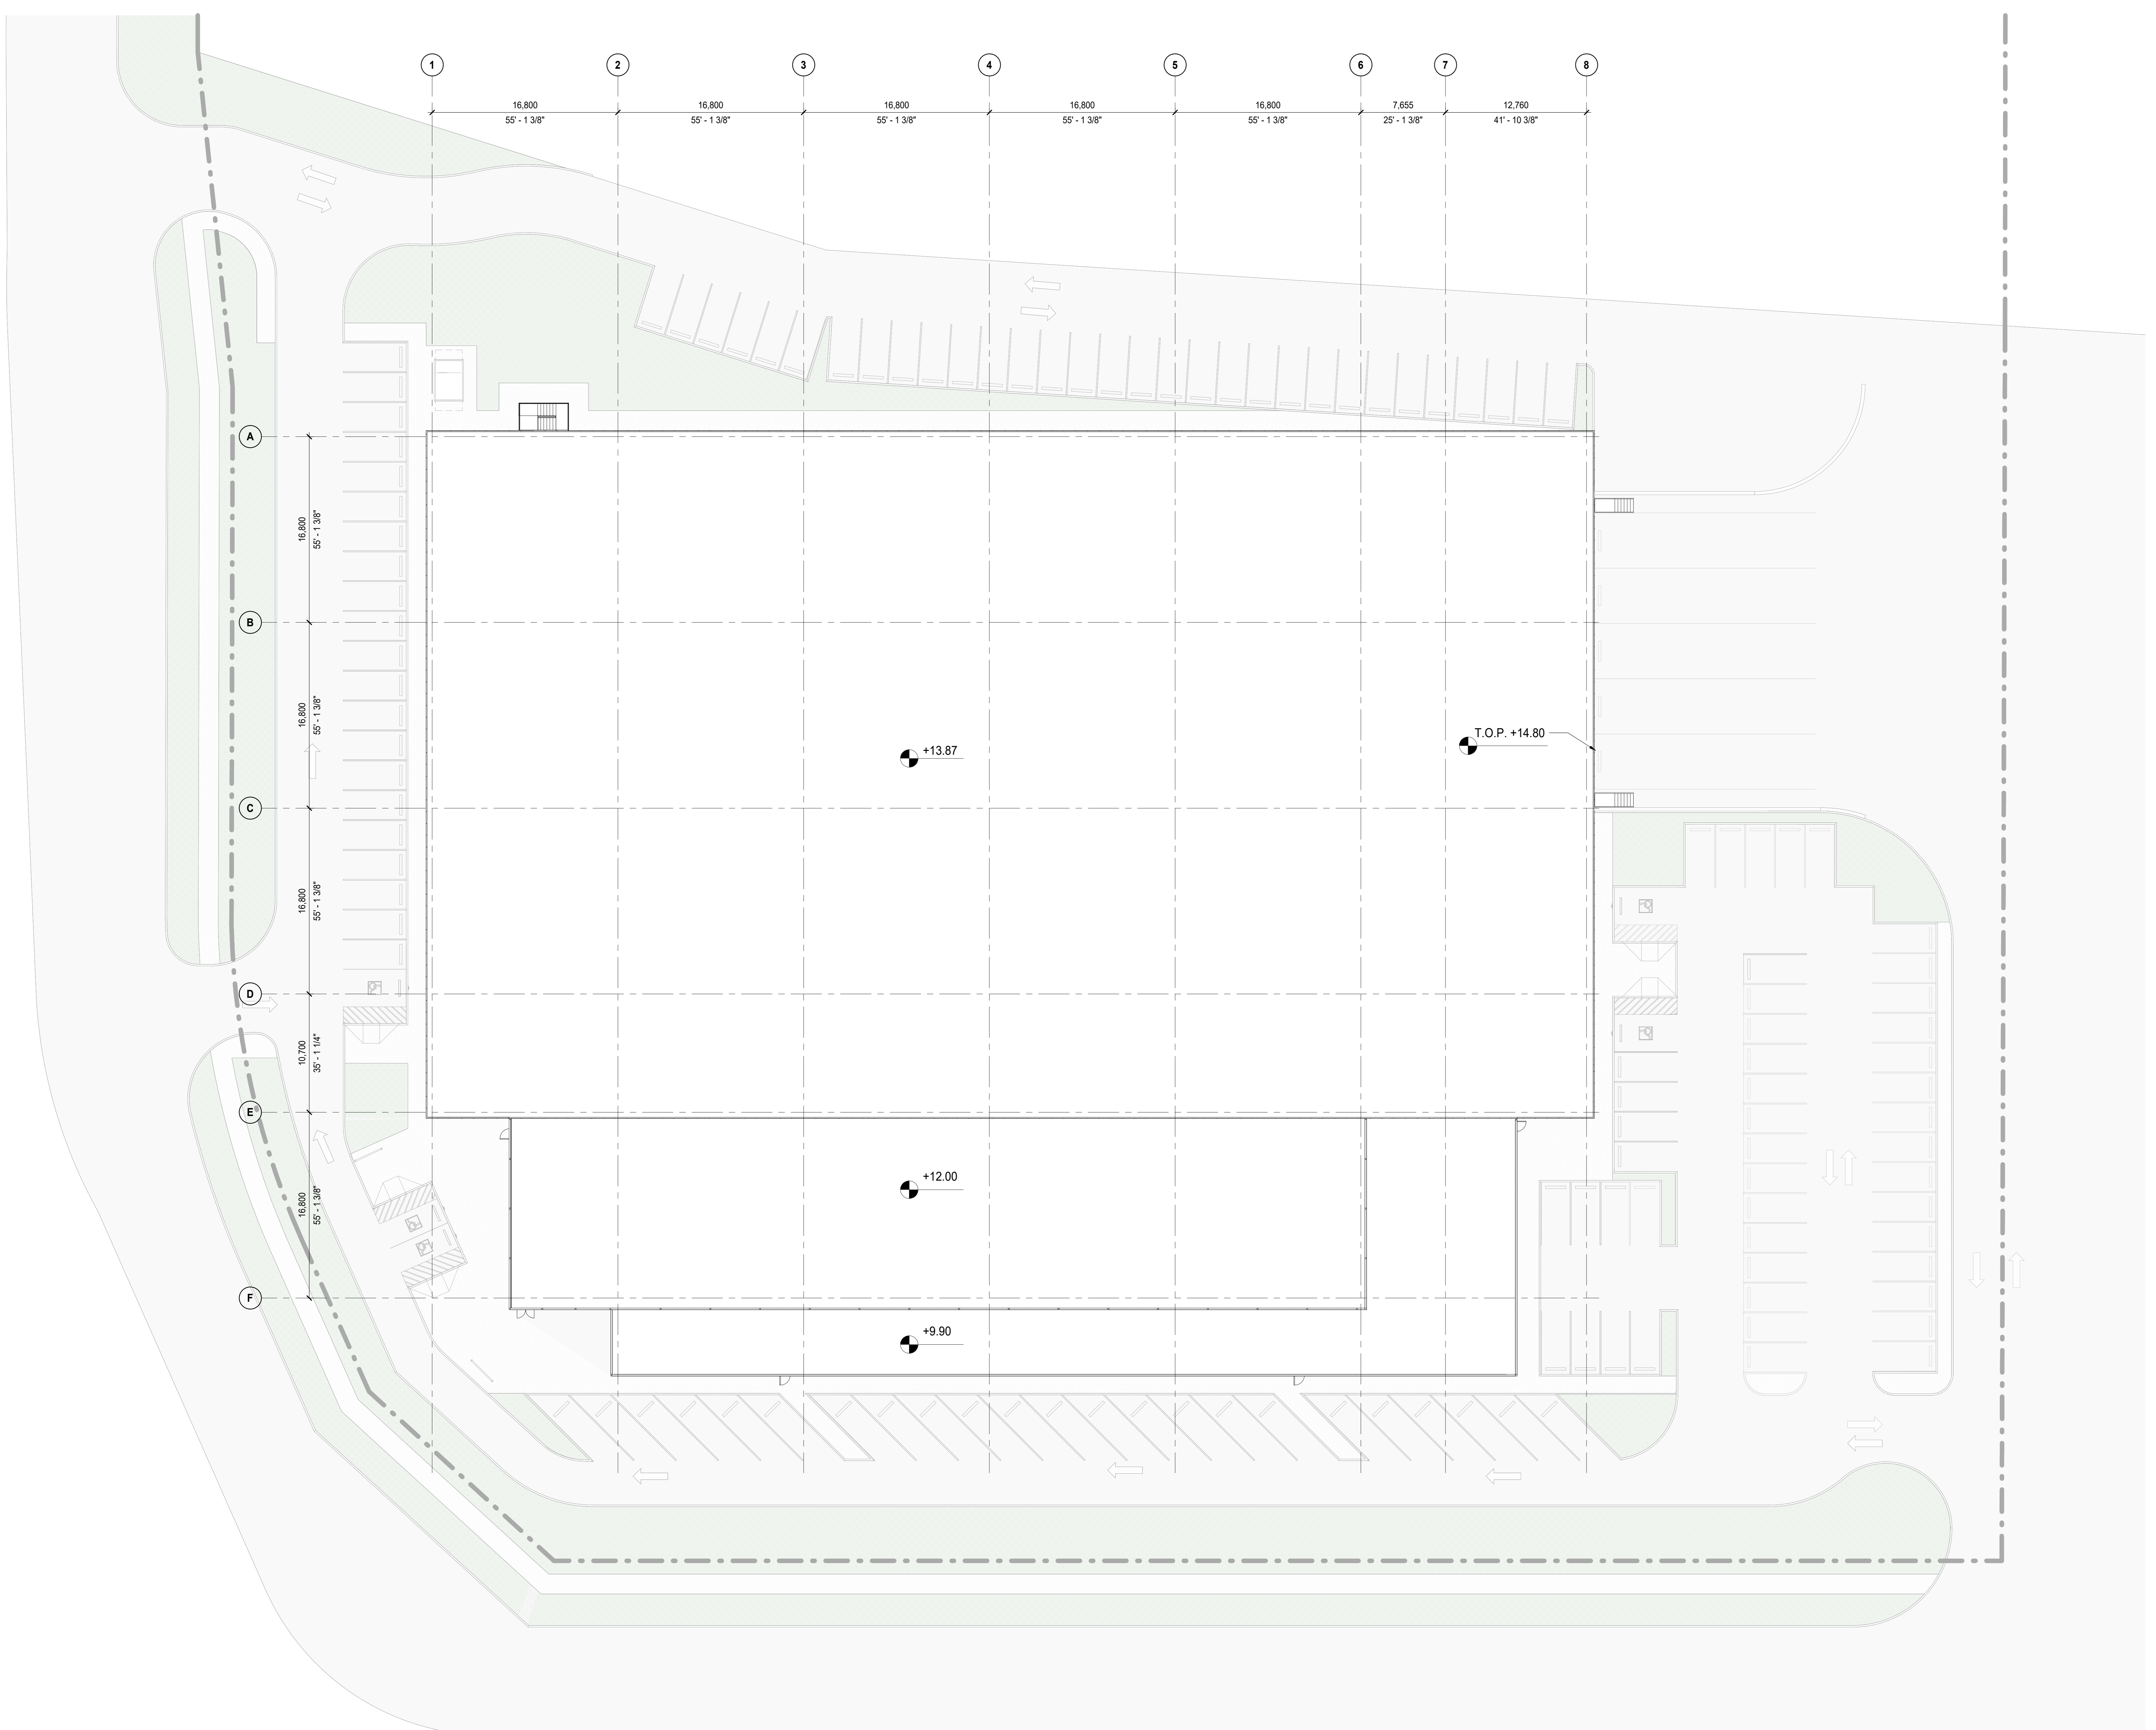 1 2 3 4 5 6 7 8
16,800 16,800 16,800 16,800 16,800 7,655 12,760
55' - 1 3/8" 55' - 1 3/8" 55' - 1 3/8" 55' - 1 3/8" 55' - 1 3/8" 25' - 1 3/8" 41' - 10 3/8"
A
16,800
55' - 1 3/8"
B
16,800
55' - 1 3/8"
T.O.P. +14.80
+13.87
C
16,800
55' - 1 3/8"
D
10,700
35' - 1 1/4"
E
+12.00
16,800
55' - 1 3/8"
F
+9.90